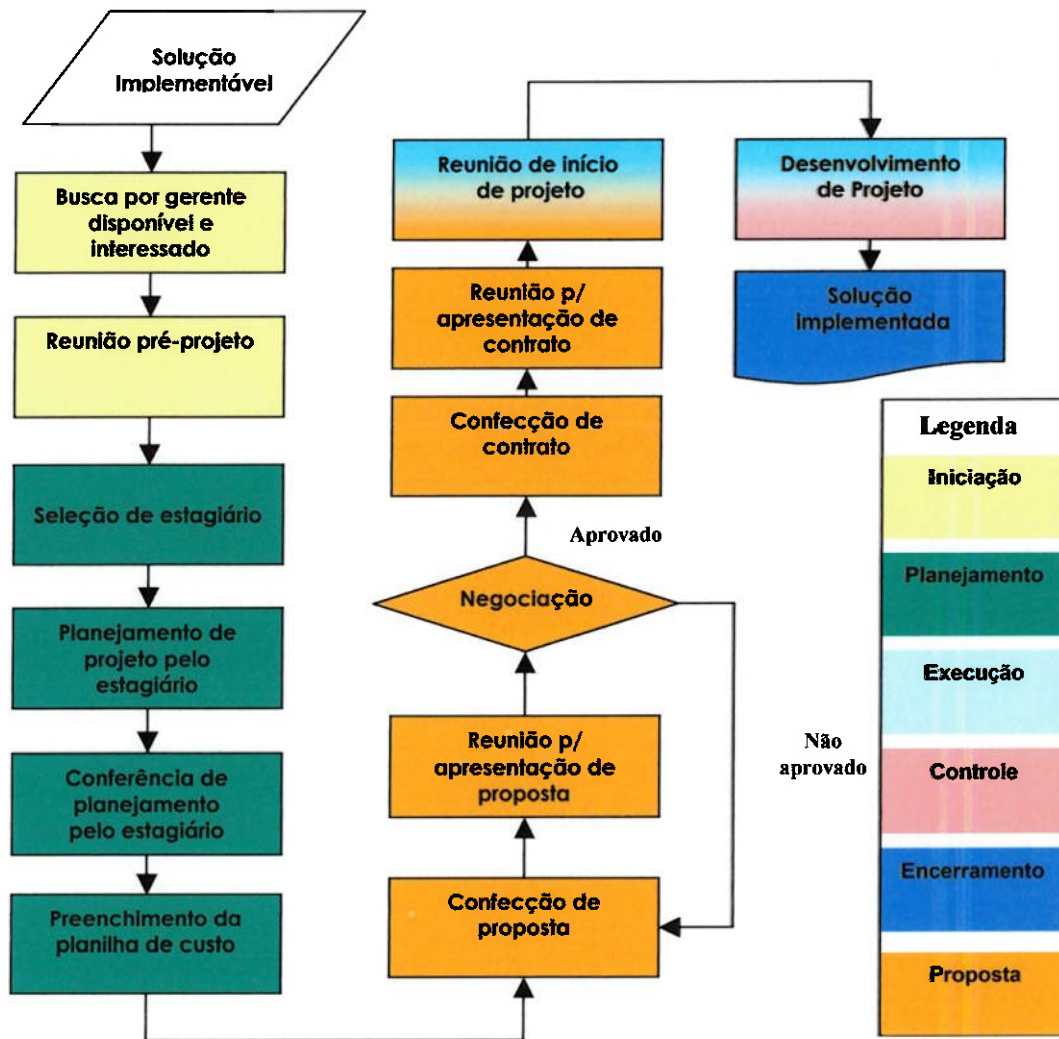 Solução
Implementável
Busca por gerente
disponível e
interessado
Reunião pré-projeto
Seleção de estagiário
Planejamento de
projeto pelo
estagiário
Conferência de
planejamento
pelo estagiário
Preenchimento da
planilha de custo
Confecção de
proposta
Reunião p/
apresentação de
proposta
Negociação
Não
aprovado
Aprovado
Confecção de
contrato
Reunião p/
apresentação de
contrato
Reunião de início
de projeto
Desenvolvimento
de Projeto
Solução
implementada
Legenda
Iniciação
Planejamento
Execução
Controle
Encerramento
Proposta